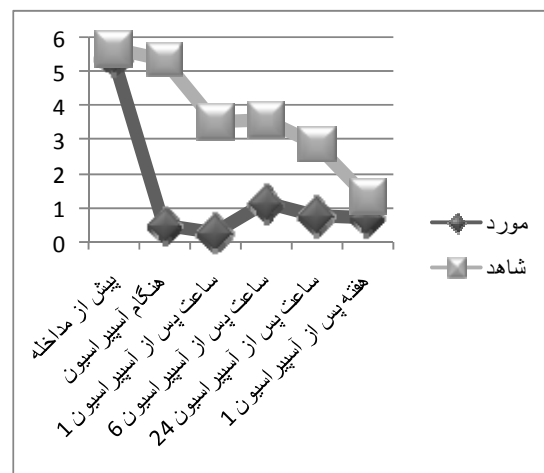 6
5
4
3
2
1
0
پیش از مداخله
هنگام آسپیراسیون
1 ساعت پس از آسپیراسیون
6 ساعت پس از آسپیراسیون
24 ساعت پس از آسپیراسیون
1 هفته پس از آسپیراسیون
مورد
شاهد